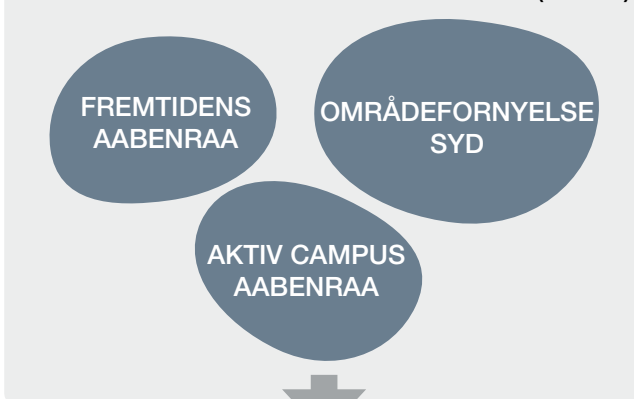 FREMTIDENS
AABENRAA
OMRÅDEFORNYELSE
SYD
AKTIV CAMPUS
AABENRAA